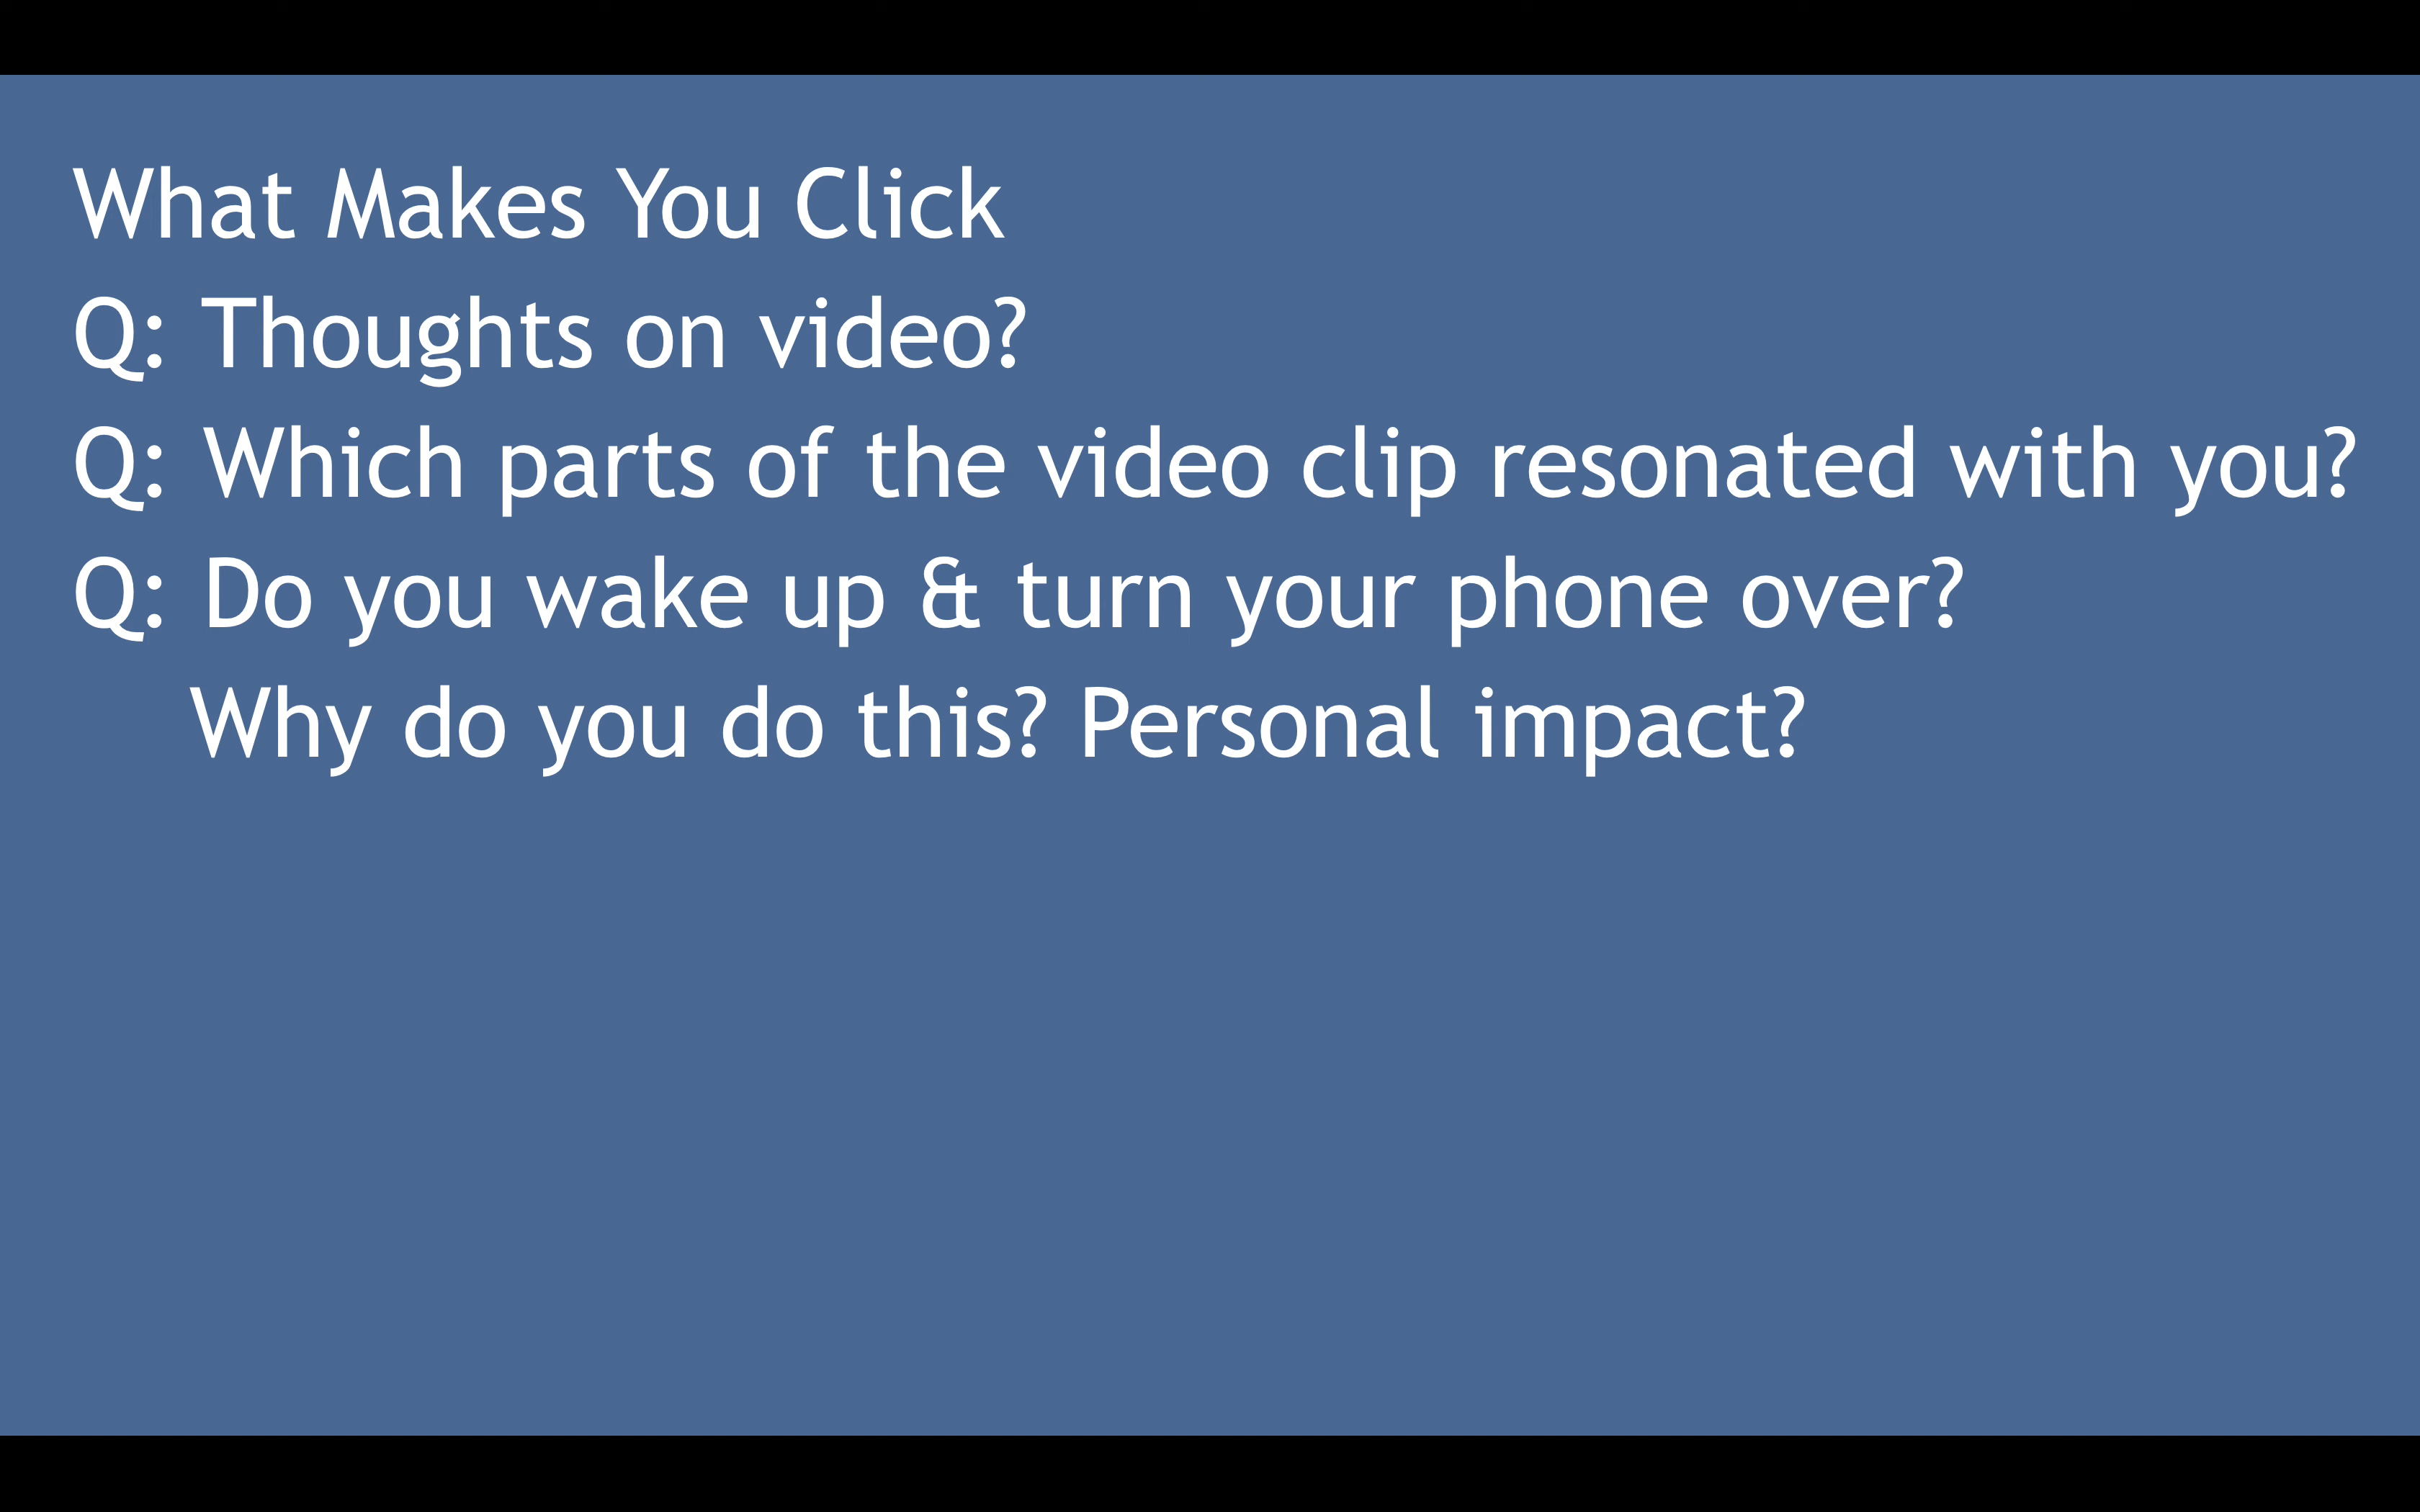 What Makes You Click
Q: Thoughts on video?
Q: Which parts of the video clip resonated with you?
Q: Do you wake up & turn your phone over?
Why do you do this? Personal impact?